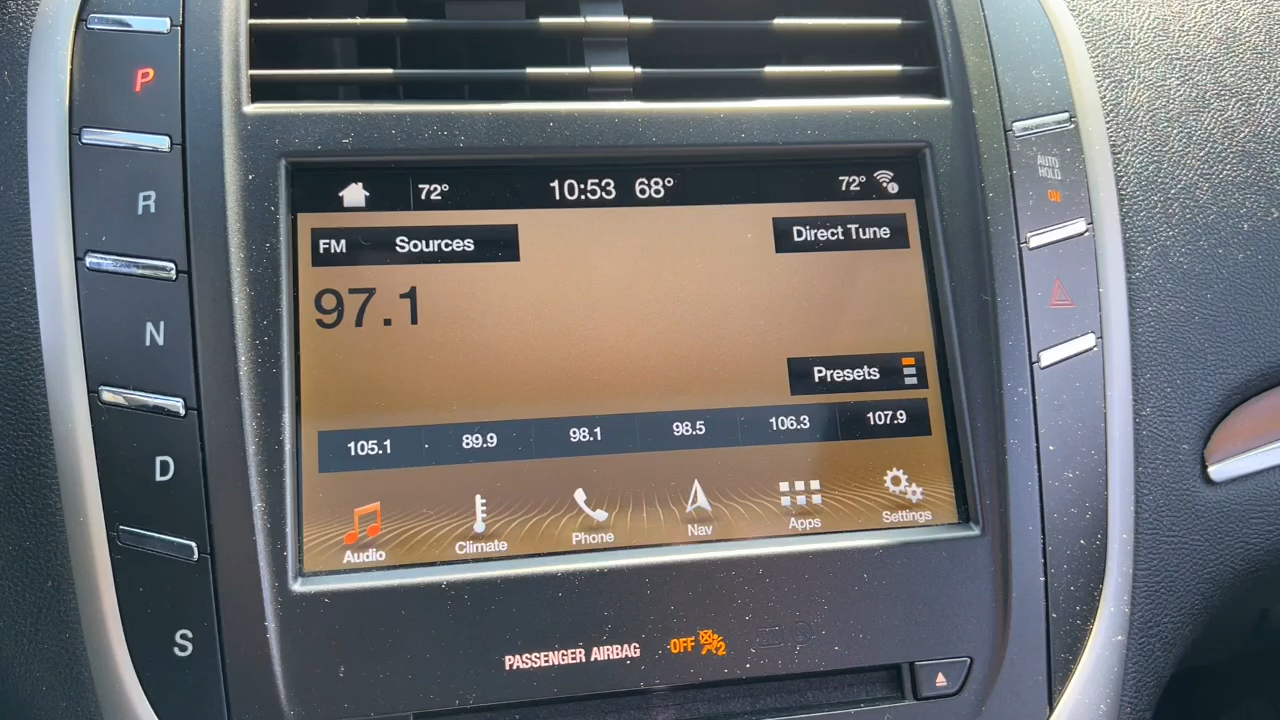 P
R
N
D
S
72° 10:53 68° 72°
FM Sources
Direct Tune
97.1
Presets
105.1 89.9 98.1 98.5 106.3 107.9
Audio Climate Phone Nav Apps Settings
PASSENGER AIRBAG OFF 2
AUTO
HOLD
ON